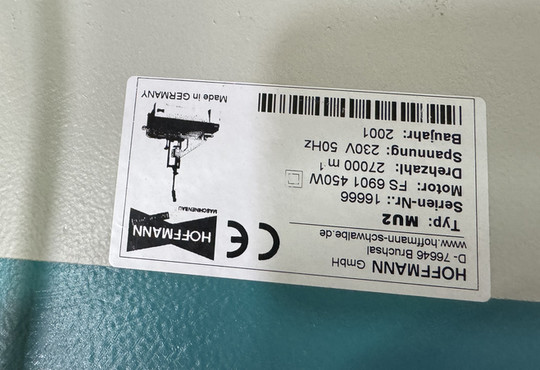 HOFFMANN GmbH
D- 76646 Bruchsal
www.hoffmann-schwalbe.de
Typ: MU2
Serien-Nr.: 16666
Motor: FS 6901 450W
Drehzahl: 27000 m⁻¹
Spannung: 230V 50Hz
Baujahr: 2001
CE
HOFFMANN
MASCHINENBAU
Made in GERMANY